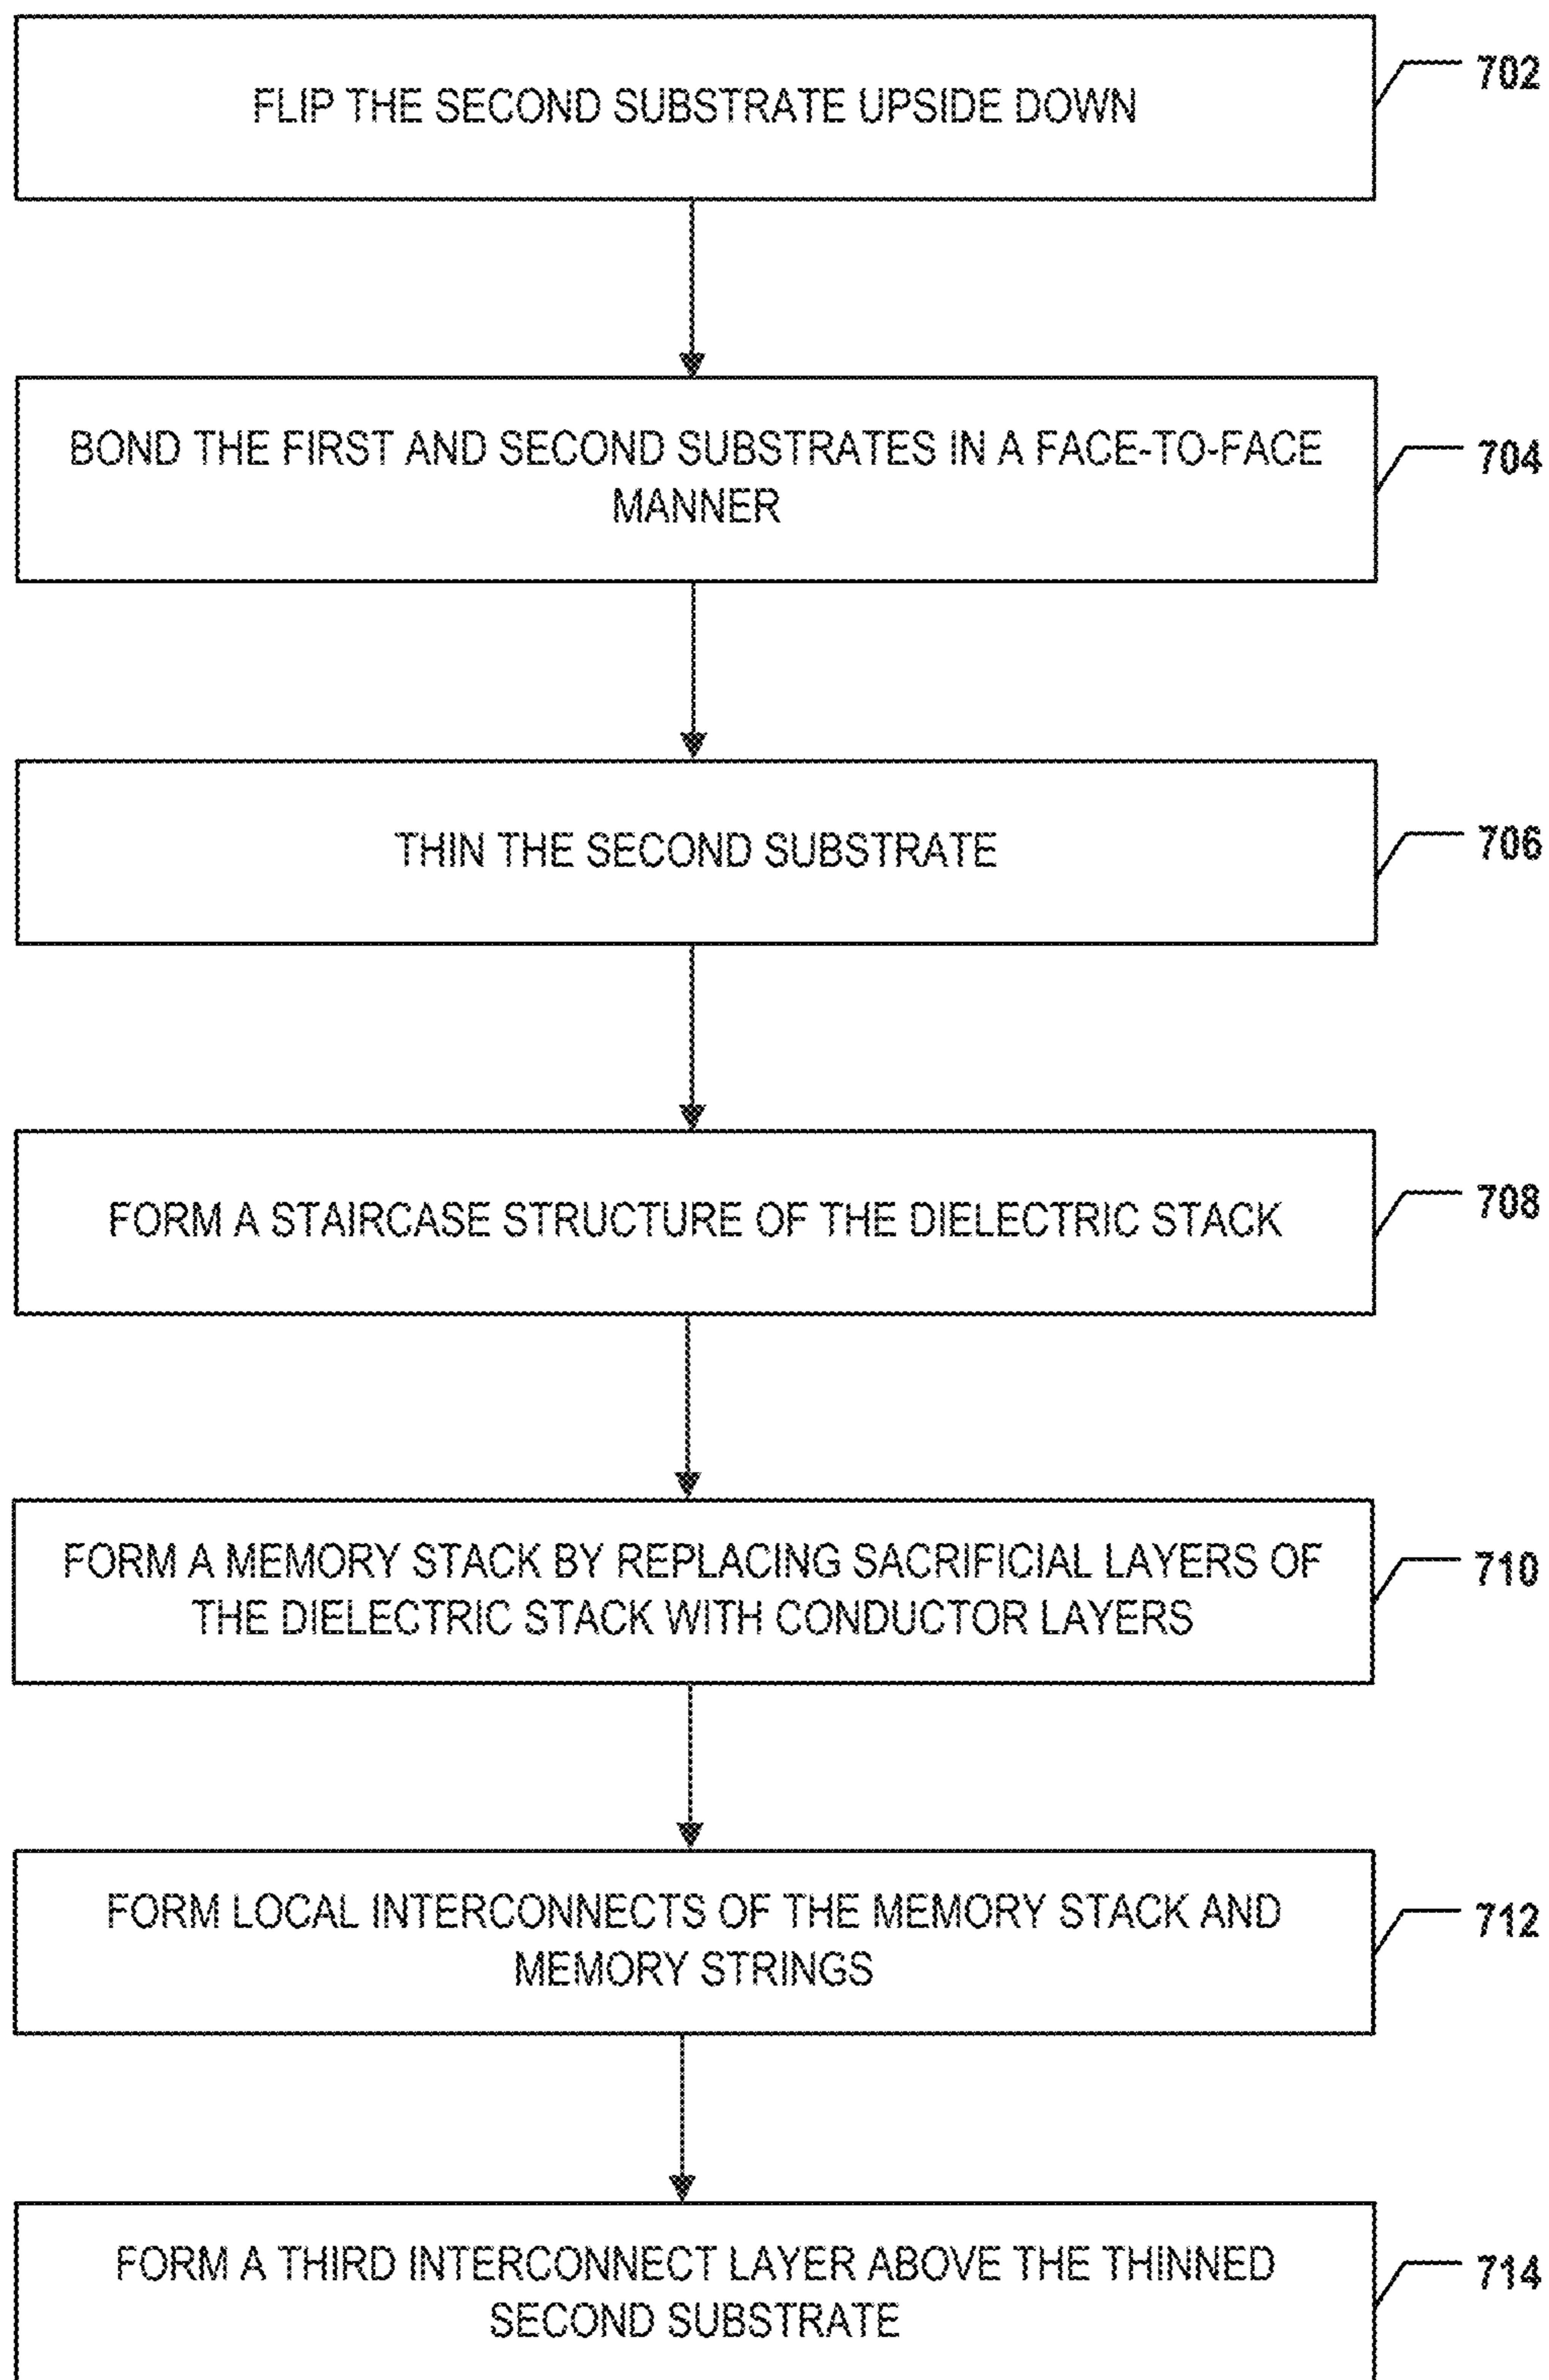 FLIP THE SECOND SUBSTRATE UPSIDE DOWN
702
BOND THE FIRST AND SECOND SUBSTRATES IN A FACE-TO-FACE
MANNER
704
THIN THE SECOND SUBSTRATE
706
FORM A STAIRCASE STRUCTURE OF THE DIELECTRIC STACK
708
FORM A MEMORY STACK BY REPLACING SACRIFICIAL LAYERS OF
THE DIELECTRIC STACK WITH CONDUCTOR LAYERS
710
FORM LOCAL INTERCONNECTS OF THE MEMORY STACK AND
MEMORY STRINGS
712
FORM A THIRD INTERCONNECT LAYER ABOVE THE THINNED
SECOND SUBSTRATE
714